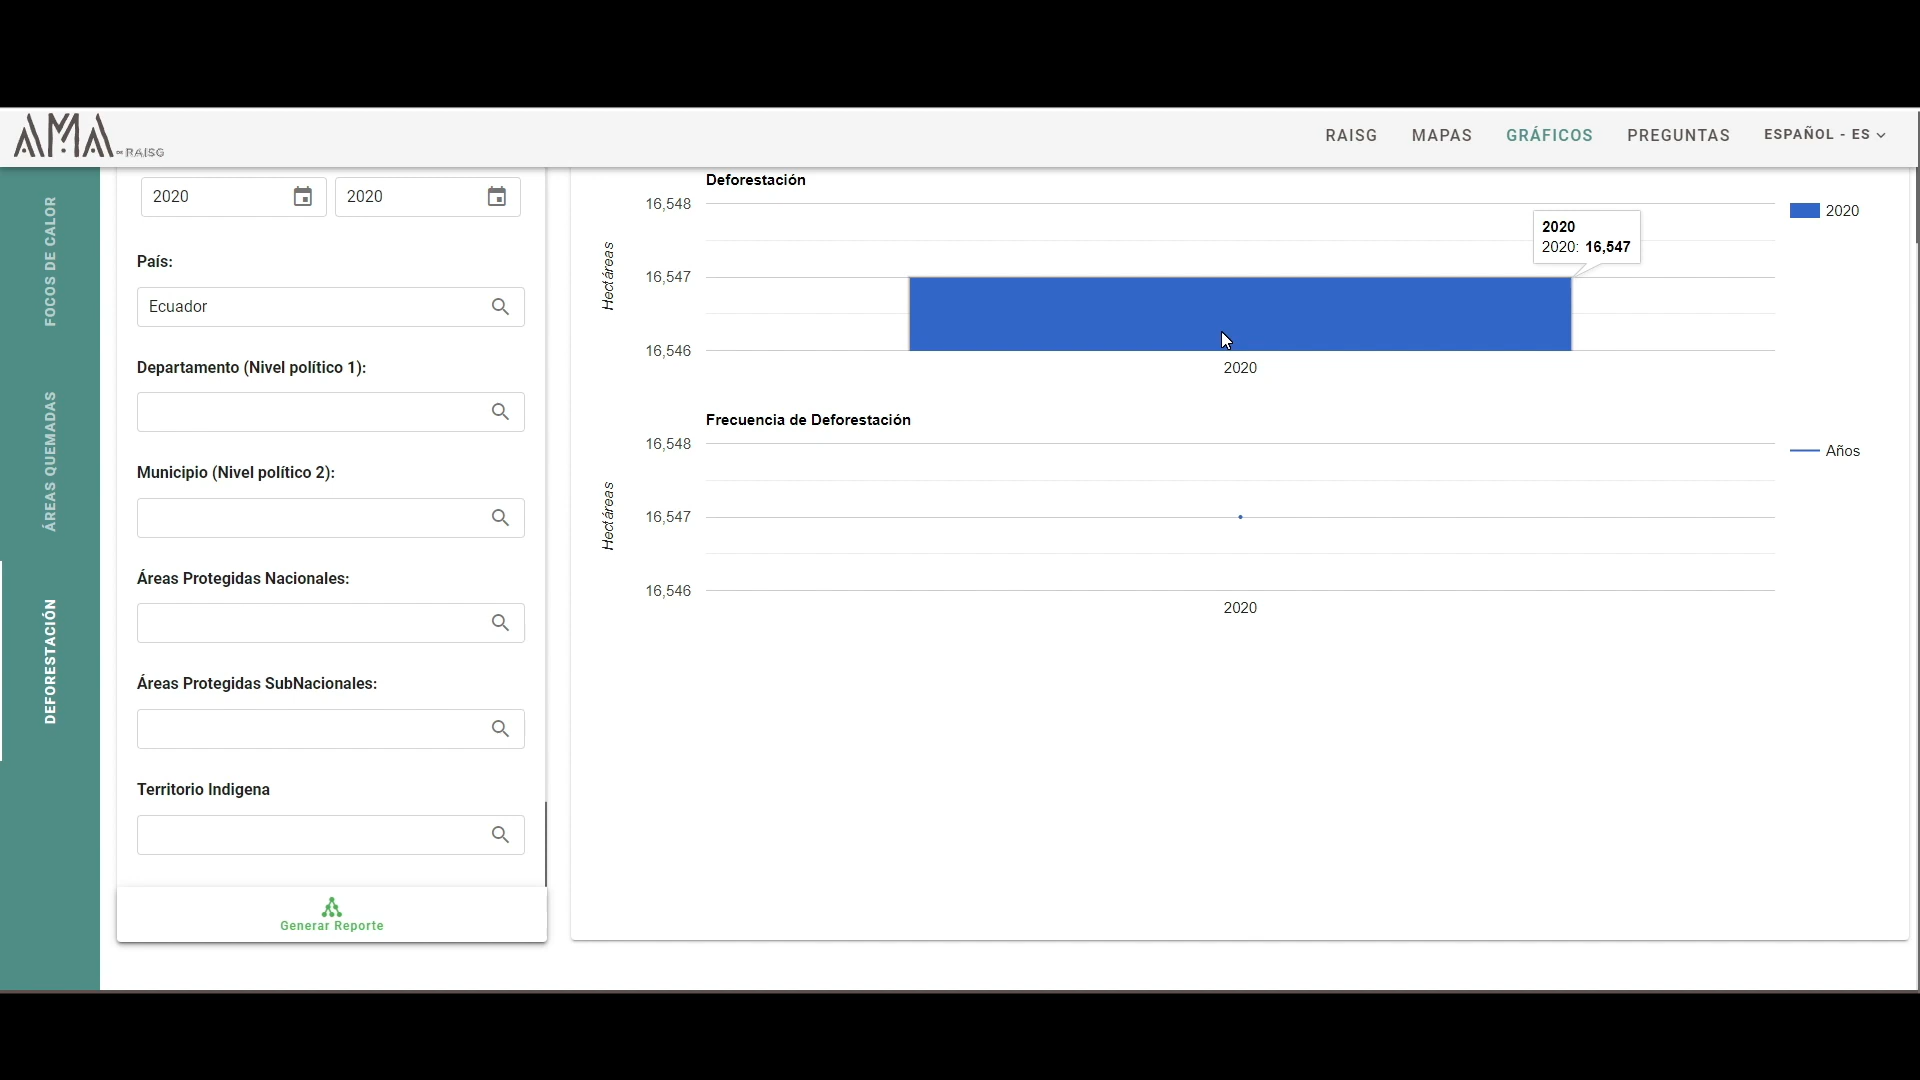 AMA
RAISG
RAISG
MAPAS
GRÁFICOS
PREGUNTAS
ESPAÑOL - ES
FOCOS DE CALOR
ÁREAS QUEMADAS
DEFORESTACIÓN
2020
2020
País:
Ecuador
Departamento (Nivel político 1):
Municipio (Nivel político 2):
Áreas Protegidas Nacionales:
Áreas Protegidas SubNacionales:
Territorio Indigena
Generar Reporte
Deforestación
16,548
16,547
16,546
Hectáreas
2020
2020
2020: 16,547
2020
Frecuencia de Deforestación
16,548
16,547
16,546
Hectáreas
2020
Años